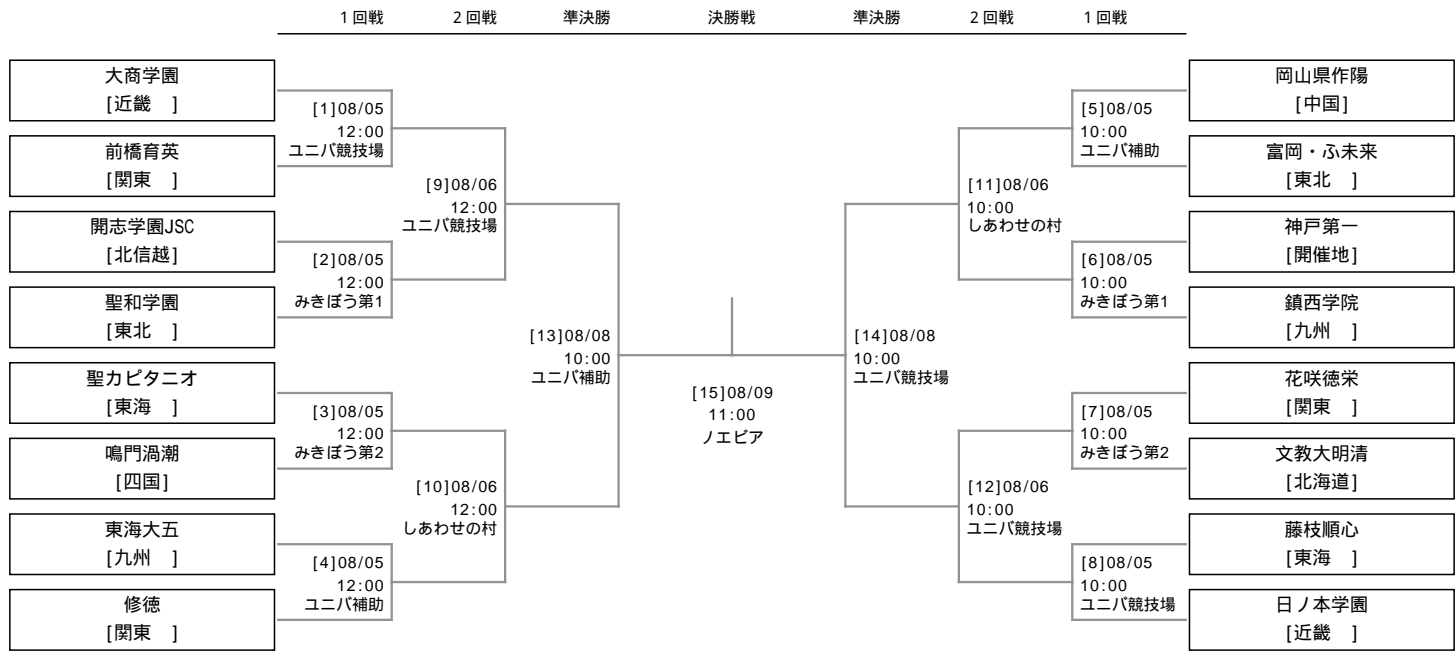 1回戦 2回戦 準決勝 決勝戦 準決勝 2回戦 1回戦
大商学園
[近畿 ]
前橋育英
[関東 ]
開志学園JSC
[北信越]
聖和学園
[東北 ]
聖カピタニオ
[東海 ]
鳴門渦潮
[四国]
東海大五
[九州 ]
修徳
[関東 ]
[1]08/05
12:00
ユニバ競技場
[2]08/05
12:00
みきぼう第1
[3]08/05
12:00
みきぼう第2
[4]08/05
12:00
ユニバ補助
[9]08/06
12:00
ユニバ競技場
[10]08/06
12:00
しあわせの村
[13]08/08
10:00
ユニバ補助
[15]08/09
11:00
ノエビア
[14]08/08
10:00
ユニバ競技場
[11]08/06
10:00
しあわせの村
[12]08/06
10:00
ユニバ競技場
[5]08/05
10:00
ユニバ補助
[6]08/05
10:00
みきぼう第1
[7]08/05
10:00
みきぼう第2
[8]08/05
10:00
ユニバ競技場
岡山県作陽
[中国]
富岡・ふ未来
[東北 ]
神戸第一
[開催地]
鎮西学院
[九州 ]
花咲徳栄
[関東 ]
文教大明清
[北海道]
藤枝順心
[東海 ]
日ノ本学園
[近畿 ]